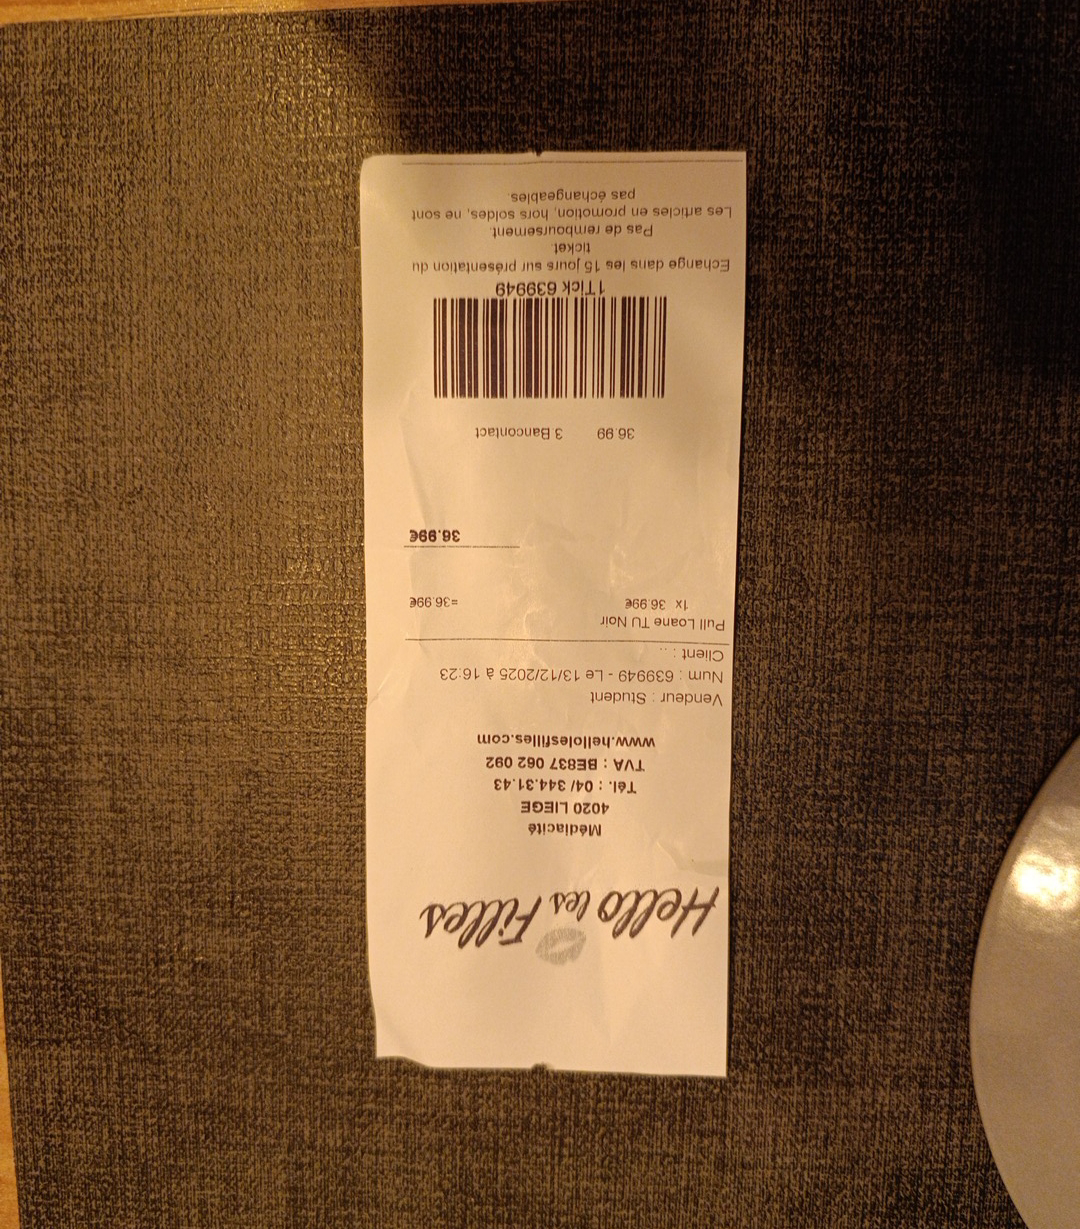 Hello les Filles
Médiacité
4020 LIEGE
Tél. : 04/ 344.31.43
TVA : BE837 062 092
www.hellolesfilles.com
Vendeur : Student
Num : 639949 - Le 13/12/2025 à 16:23
Client : ..
Pull Loane TU Noir
1x 36.99€ =36.99€
36.99€
36.99 3 Bancontact
1Tick 639949
Echange dans les 15 jours sur présentation du
ticket.
Pas de remboursement.
Les articles en promotion, hors soldes, ne sont
pas échangeables.